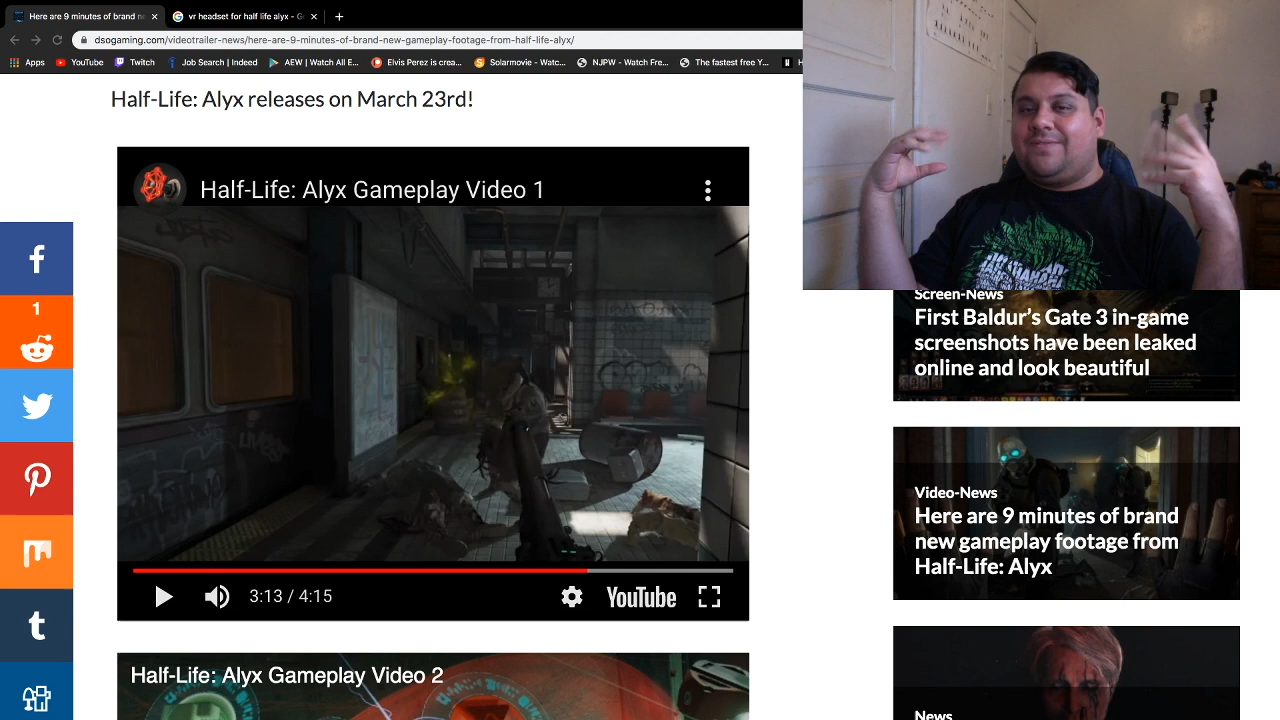 Here are 9 minutes of brand ne
vr headset for half life alyx - Go
dsogaming.com/videotrailer-news/here-are-9-minutes-of-brand-new-gameplay-footage-from-half-life-alyx/
Apps YouTube Twitch Job Search | Indeed AEW | Watch All E... Elvis Perez is crea... Solarmovie - Watc... NJPW - Watch Fre... The fastest free Y... H
Half-Life: Alyx releases on March 23rd!
Half-Life: Alyx Gameplay Video 1
1
3:13 / 4:15
YouTube
Half-Life: Alyx Gameplay Video 2
Screen-News
First Baldur’s Gate 3 in-game
screenshots have been leaked
online and look beautiful
Video-News
Here are 9 minutes of brand
new gameplay footage from
Half-Life: Alyx
News